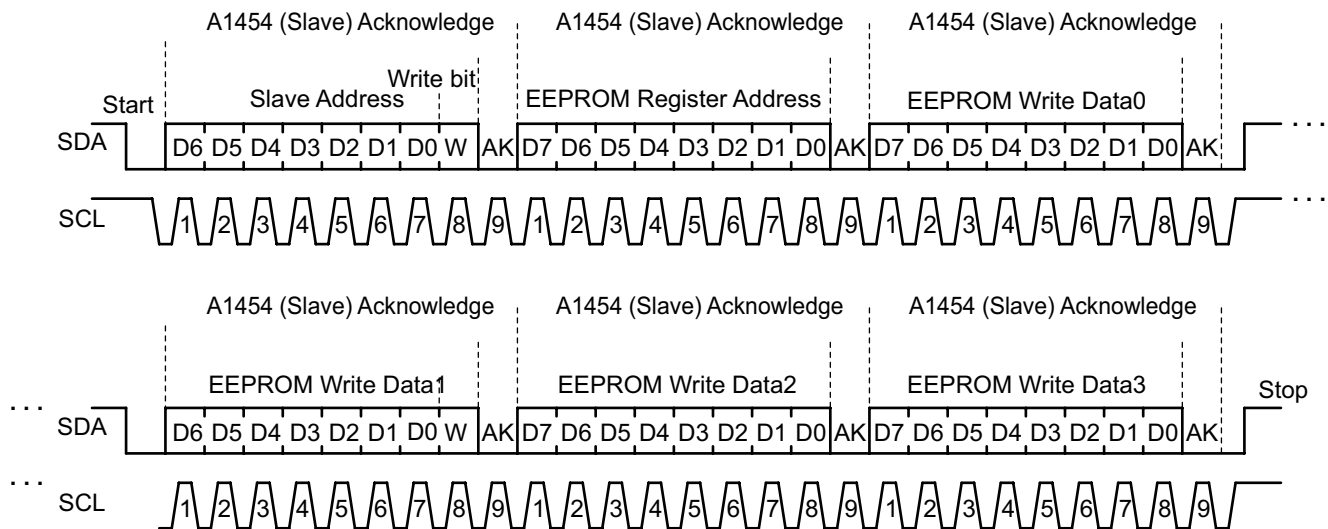 A1454 (Slave) Acknowledge A1454 (Slave) Acknowledge A1454 (Slave) Acknowledge
Write bit
Start Slave Address EEPROM Register Address EEPROM Write Data0
SDA D6 D5 D4 D3 D2 D1 D0 W AK D7 D6 D5 D4 D3 D2 D1 D0 AK D7 D6 D5 D4 D3 D2 D1 D0 AK . . .
SCL 1 2 3 4 5 6 7 8 9 1 2 3 4 5 6 7 8 9 1 2 3 4 5 6 7 8 9 . . .
A1454 (Slave) Acknowledge A1454 (Slave) Acknowledge A1454 (Slave) Acknowledge
EEPROM Write Data1 EEPROM Write Data2 EEPROM Write Data3 Stop
. . . SDA D6 D5 D4 D3 D2 D1 D0 W AK D7 D6 D5 D4 D3 D2 D1 D0 AK D7 D6 D5 D4 D3 D2 D1 D0 AK
. . . SCL 1 2 3 4 5 6 7 8 9 1 2 3 4 5 6 7 8 9 1 2 3 4 5 6 7 8 9